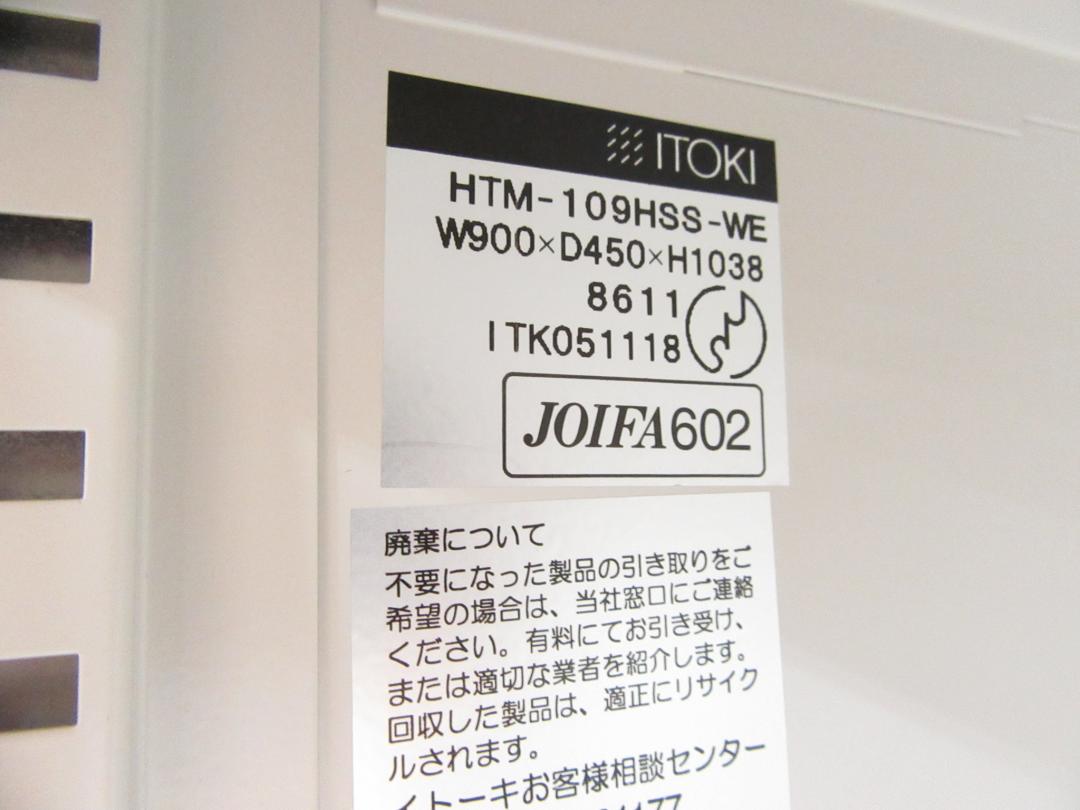 ITOKI
HTM-109HSS-WE
W900×D450×H1038
8611
ITK051118
JOIFA602
廃棄について
不要になった製品の引き取りをご
希望の場合は、当社窓口にご連絡
ください。有料にてお引き受け、
または適切な業者を紹介します。
回収した製品は、適正にリサイク
ルされます。
イトーキお客様相談センター